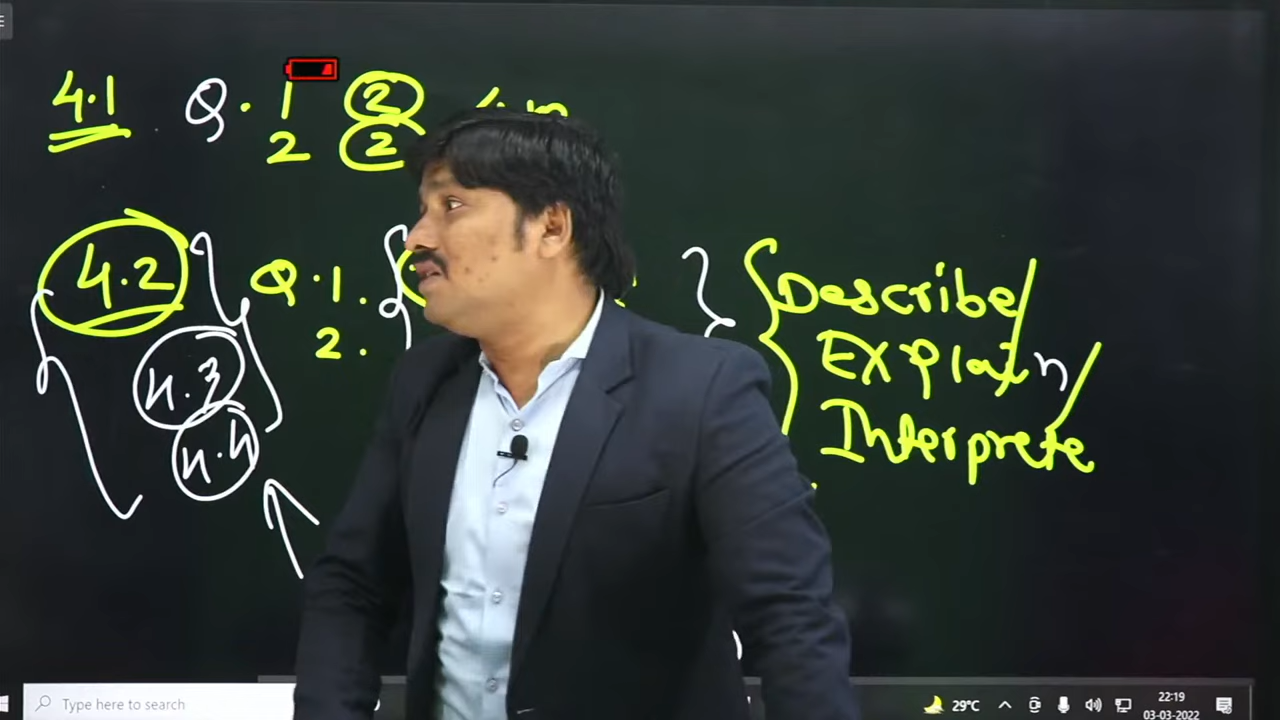 4.1 Q. 1 2
2 2
4.2 Q.1.
2.
4.3
4.4
Describe/
Explain/
Interprete
Type here to search
29°C
22:19
03-03-2022